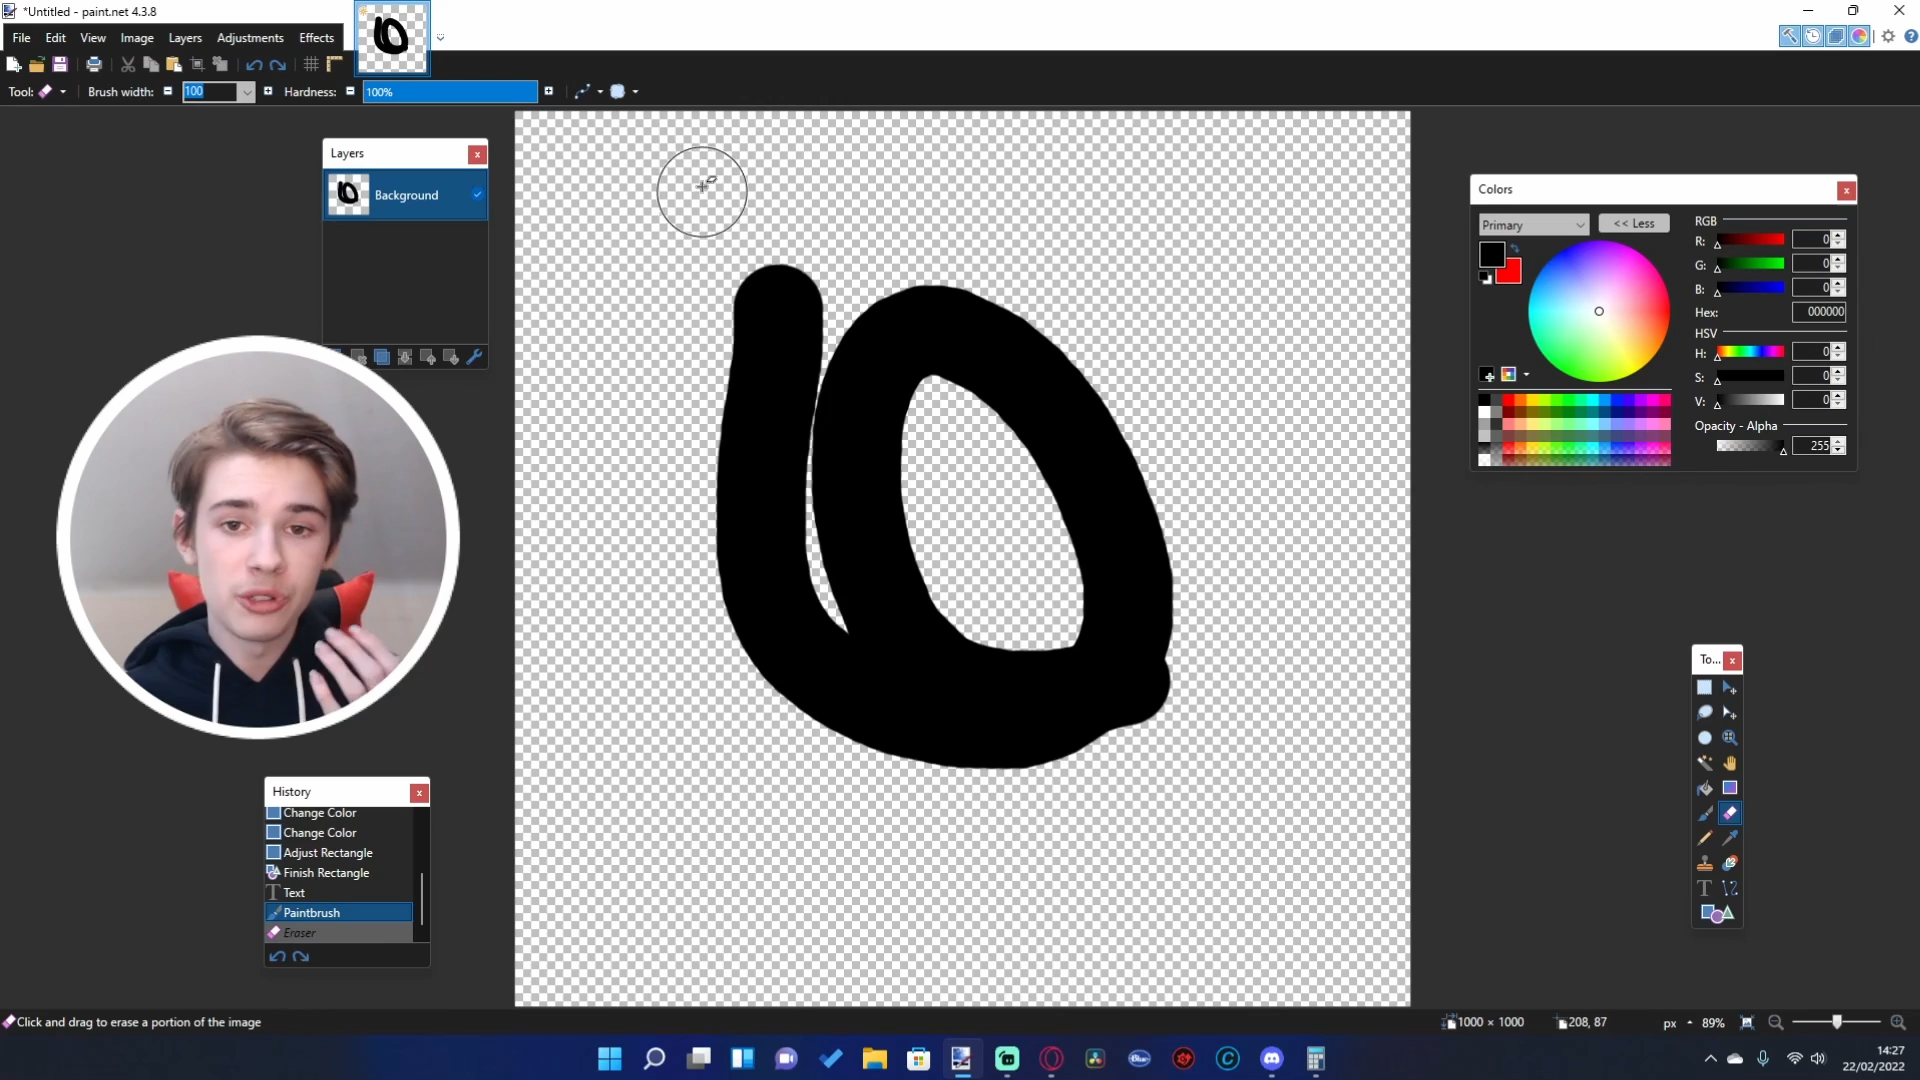 *Untitled - paint.net 4.3.8
File Edit View Image Layers Adjustments Effects
Tool: Brush width: 100 Hardness: 100%
Layers
Background
Colors
Primary << Less
RGB
R: 0
G: 0
B: 0
Hex: 000000
HSV
H: 0
S: 0
V: 0
Opacity - Alpha
255
To...
History
Change Color
Change Color
Adjust Rectangle
Finish Rectangle
Text
Paintbrush
Eraser
Click and drag to erase a portion of the image
1000 × 1000 208, 87 px 89%
14:27
22/02/2022